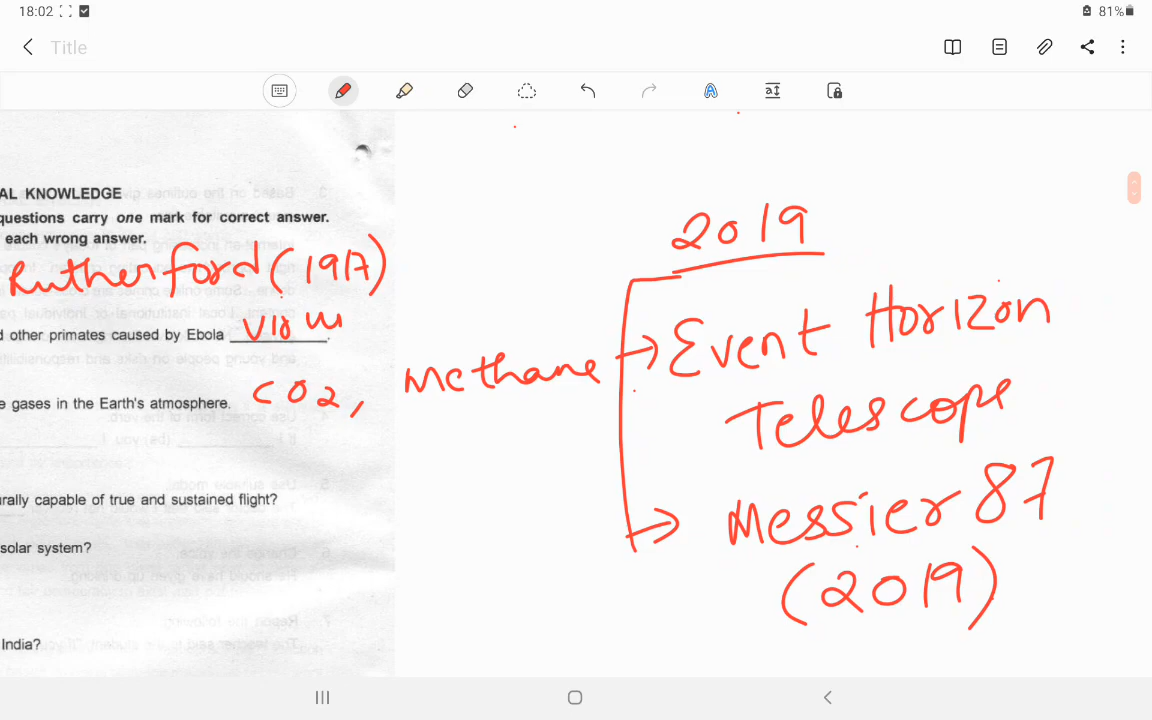 18:02
81%
Title
AL KNOWLEDGE
questions carry one mark for correct answer.
each wrong answer.
Rutherford (1917)
d other primates caused by Ebola virus.
e gases in the Earth's atmosphere. CO2, Methane
urally capable of true and sustained flight?
solar system?
India?
2019
→ Event Horizon
Telescope
→ Messier 87
(2019)